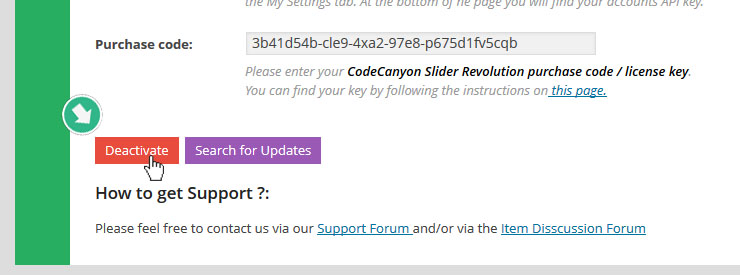 the My Settings tab. At the bottom of he page you will find your accounts API key.
Purchase code:
3b41d54b-cle9-4xa2-97e8-p675d1fv5cqb
Please enter your CodeCanyon Slider Revolution purchase code / license key.
You can find your key by following the instructions on this page.
Deactivate
Search for Updates
How to get Support ?:
Please feel free to contact us via our Support Forum and/or via the Item Disscussion Forum